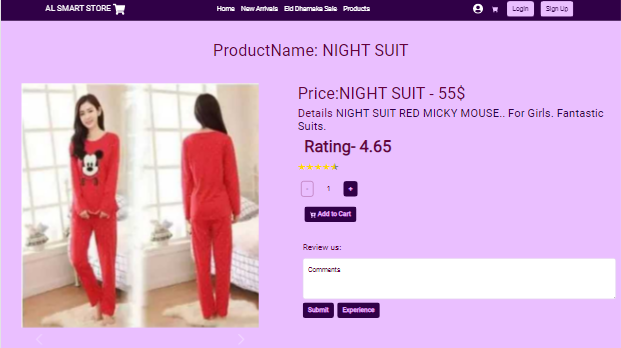 AL SMART STORE
Home New Arrivals Eid Dhamaka Sale Products
Login Sign Up
ProductName: NIGHT SUIT
Price:NIGHT SUIT - 55$
Details NIGHT SUIT RED MICKY MOUSE.. For Girls. Fantastic
Suits.
Rating- 4.65
- 1 +
Add to Cart
Review us:
Comments
Submit Experience